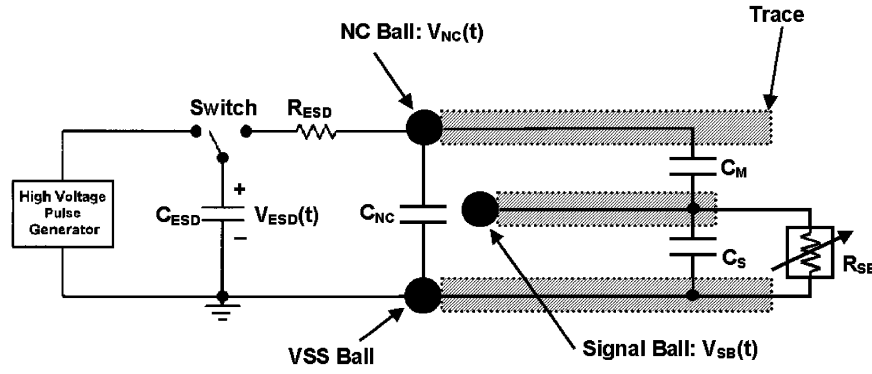 Trace
NC Ball: V_NC(t)
Switch
R_ESD
High Voltage
Pulse
Generator
C_ESD
+
V_ESD(t)
–
C_NC
C_M
C_S
R_SB
VSS Ball
Signal Ball: V_SB(t)